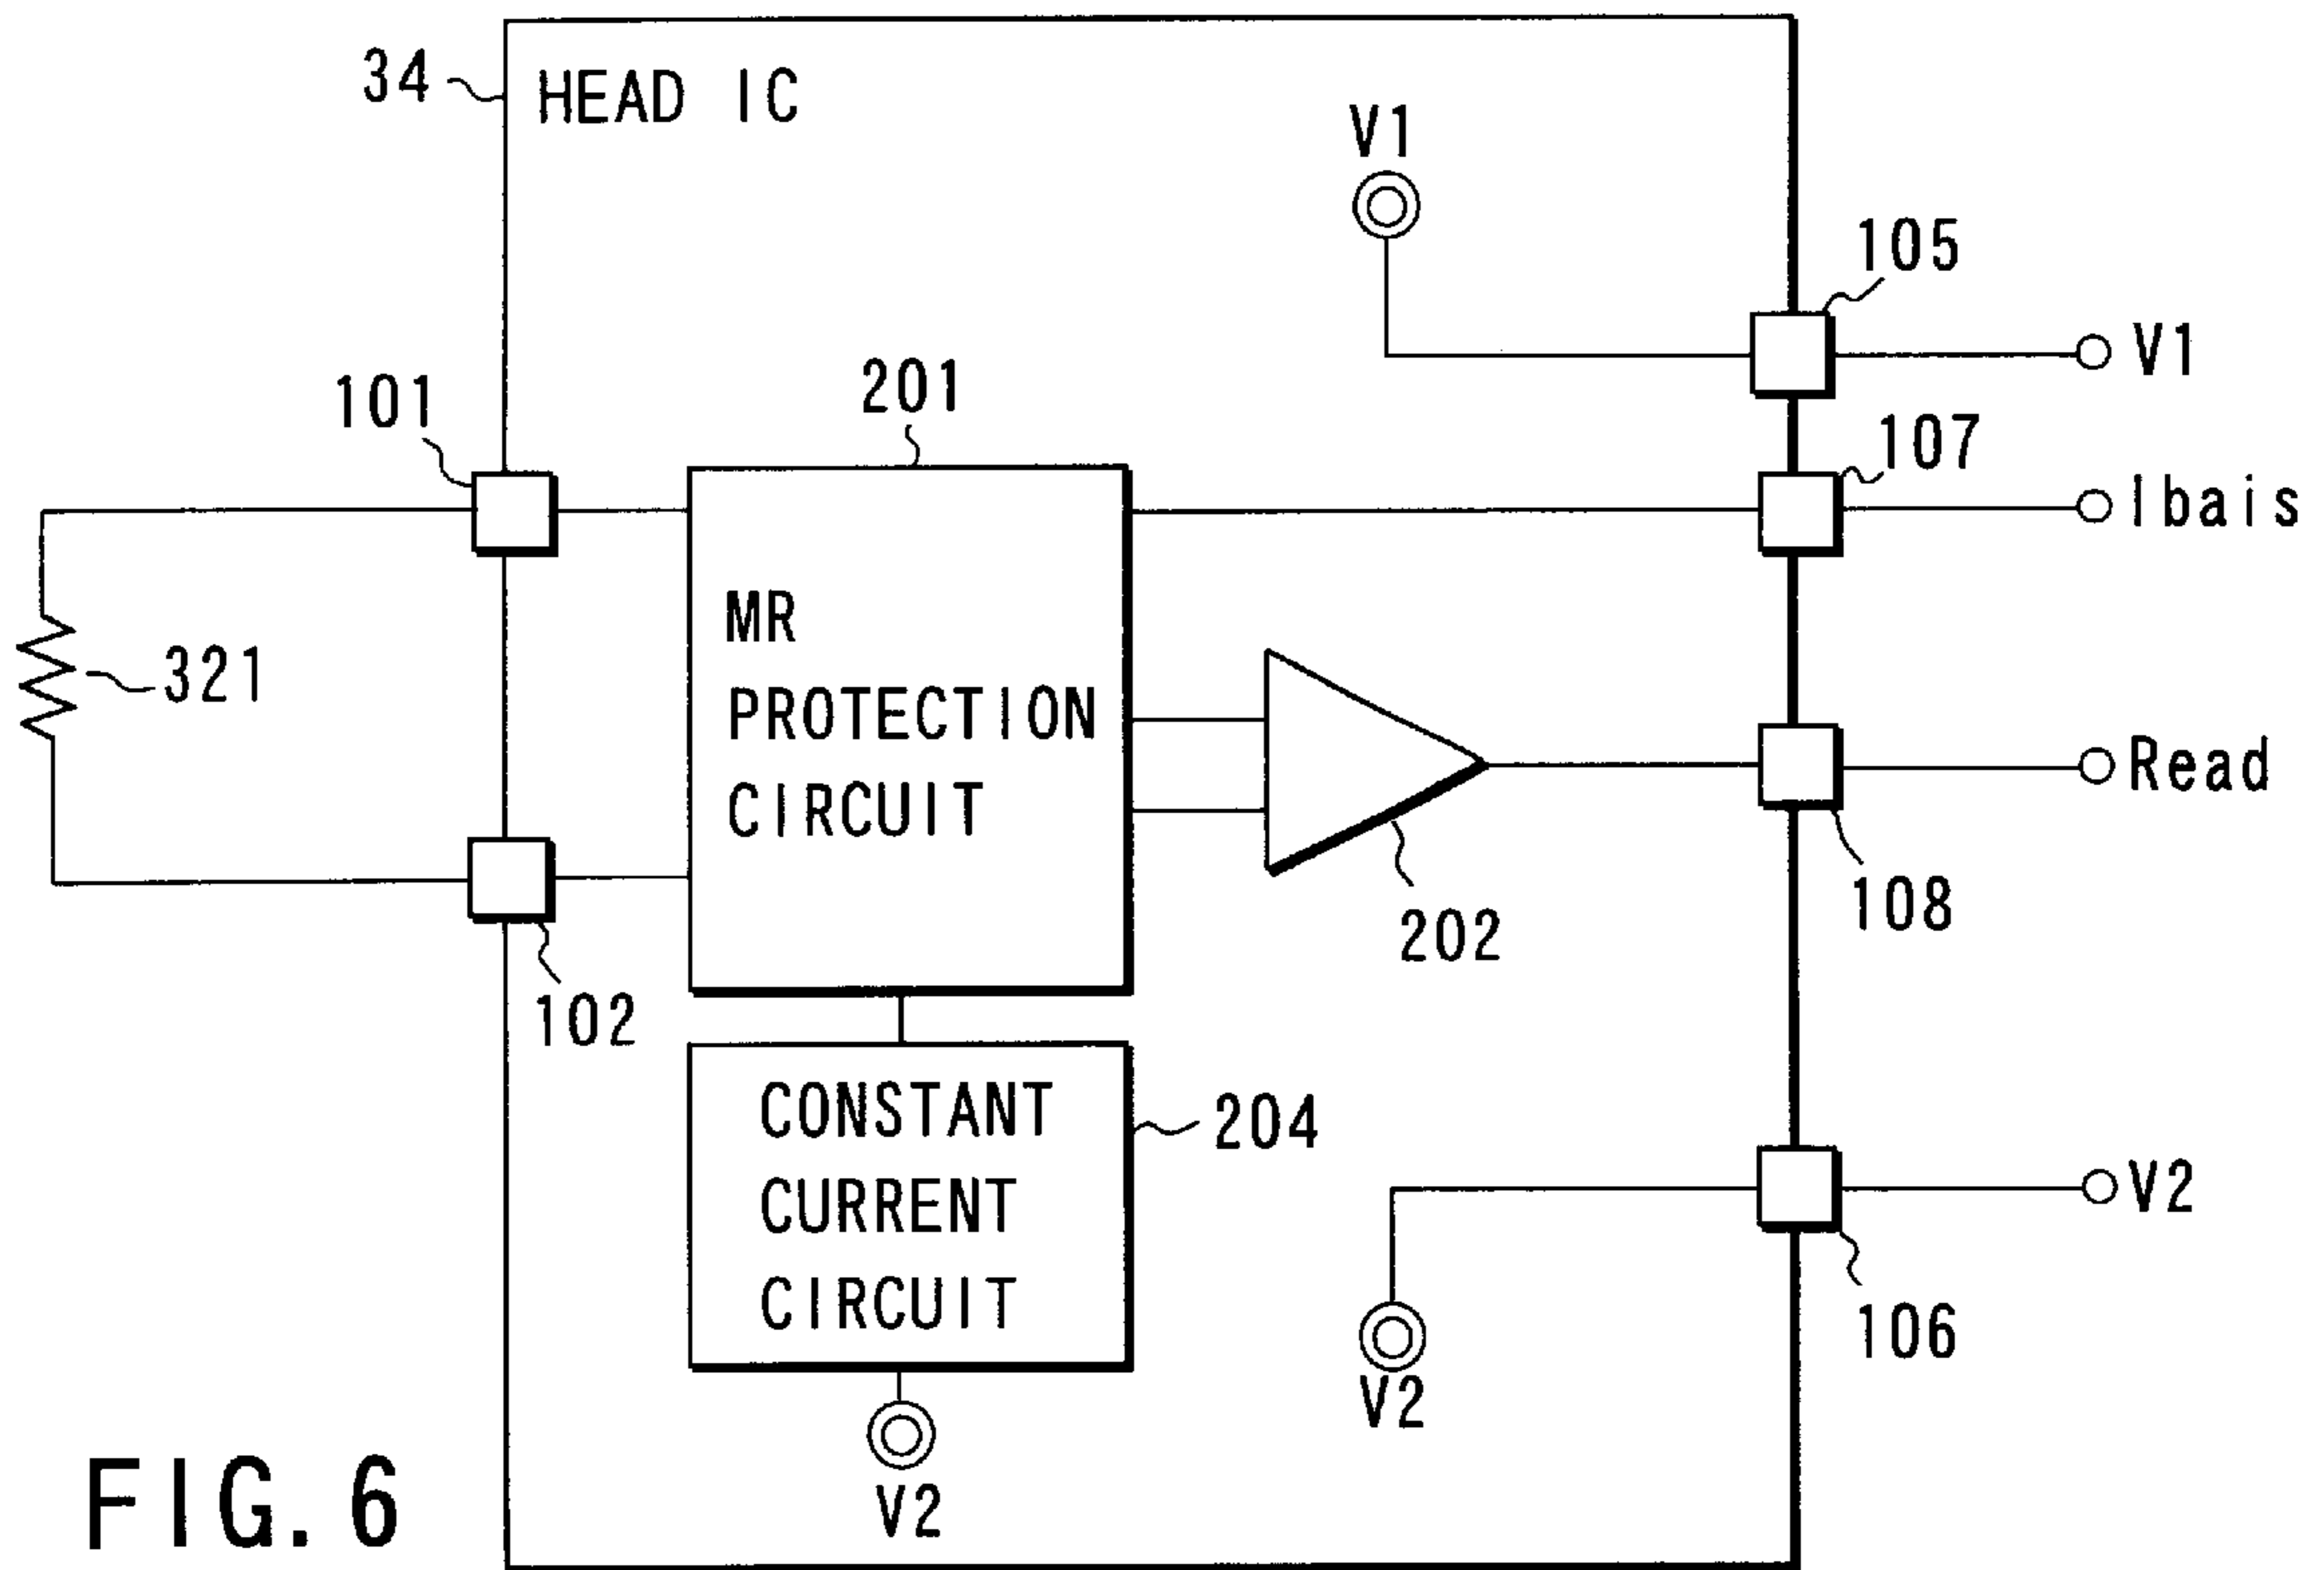 34
HEAD IC
V1
105
V1
101
201
107
Ibais
321
MR
PROTECTION
CIRCUIT
Read
202
108
102
CONSTANT
CURRENT
CIRCUIT
204
V2
106
V2
V2
FIG. 6